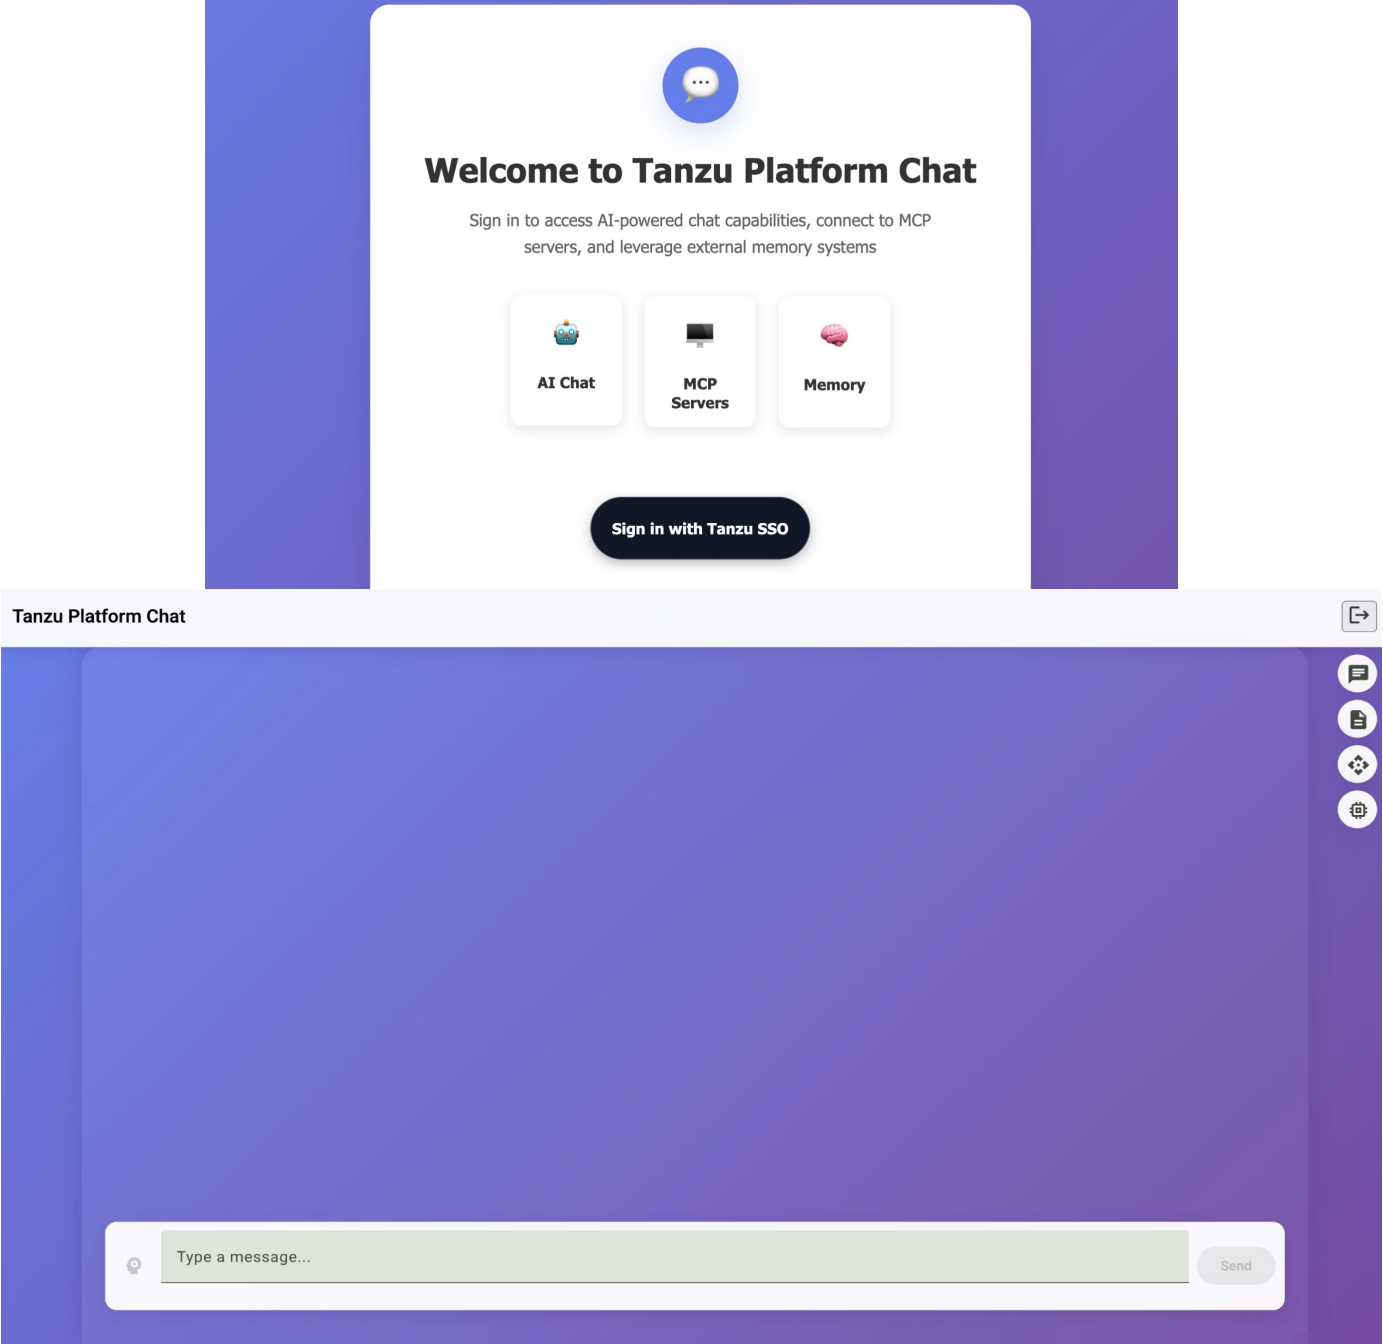 Welcome to Tanzu Platform Chat
Sign in to access AI-powered chat capabilities, connect to MCP
servers, and leverage external memory systems
AI Chat
MCP
Servers
Memory
Sign in with Tanzu SSO
Tanzu Platform Chat
Type a message...
Send